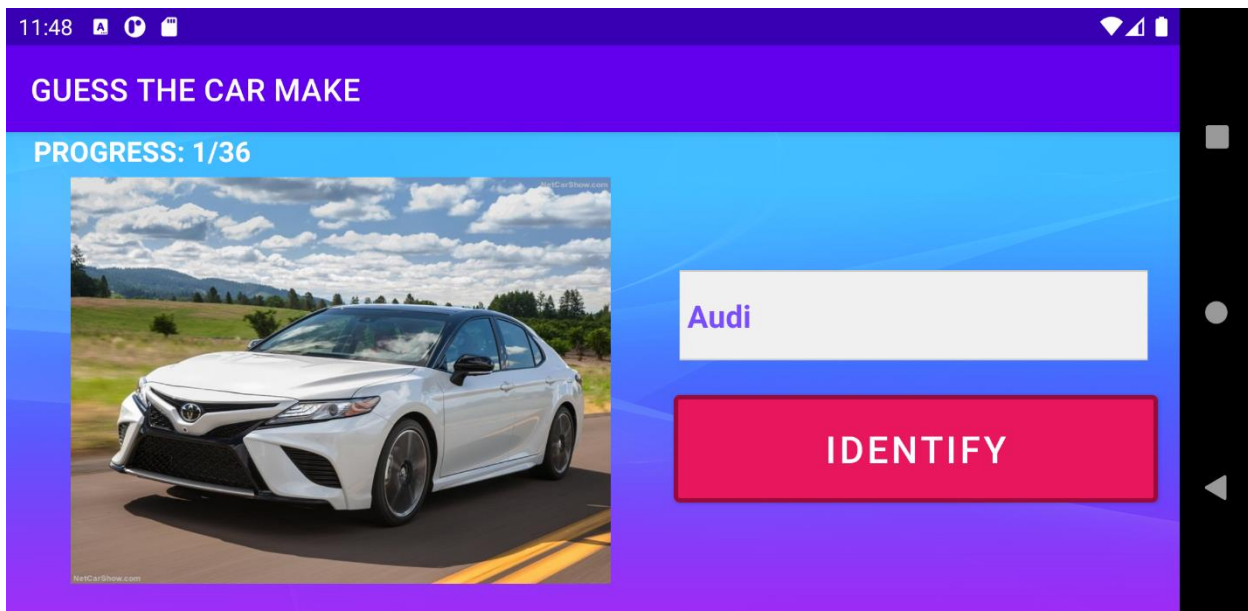 11:48
GUESS THE CAR MAKE
PROGRESS: 1/36
NetCarShow.com
Audi
IDENTIFY
NetCarShow.com